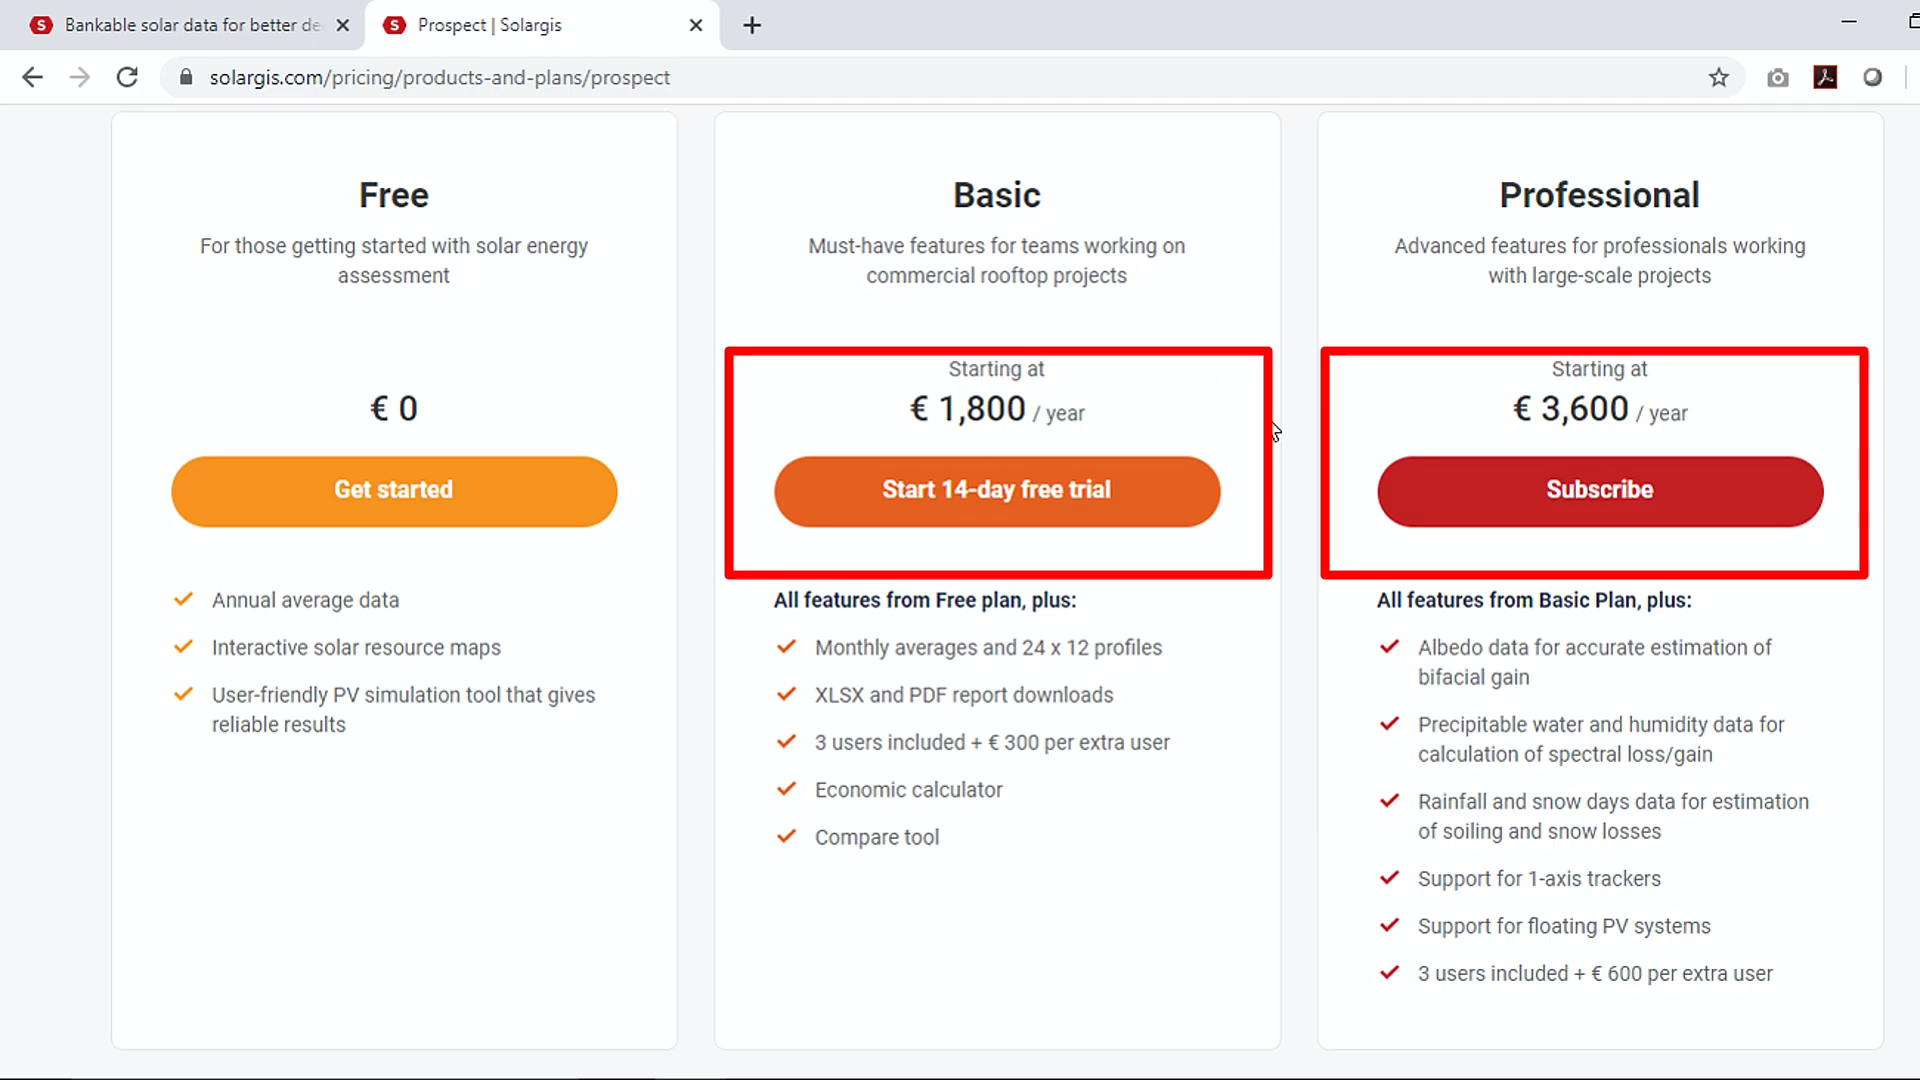 Bankable solar data for better de
Prospect | Solargis
solargis.com/pricing/products-and-plans/prospect
Free
For those getting started with solar energy
assessment
€ 0
Get started
Annual average data
Interactive solar resource maps
User-friendly PV simulation tool that gives
reliable results
Basic
Must-have features for teams working on
commercial rooftop projects
Starting at
€ 1,800 / year
Start 14-day free trial
All features from Free plan, plus:
Monthly averages and 24 x 12 profiles
XLSX and PDF report downloads
3 users included + € 300 per extra user
Economic calculator
Compare tool
Professional
Advanced features for professionals working
with large-scale projects
Starting at
€ 3,600 / year
Subscribe
All features from Basic Plan, plus:
Albedo data for accurate estimation of
bifacial gain
Precipitable water and humidity data for
calculation of spectral loss/gain
Rainfall and snow days data for estimation
of soiling and snow losses
Support for 1-axis trackers
Support for floating PV systems
3 users included + € 600 per extra user